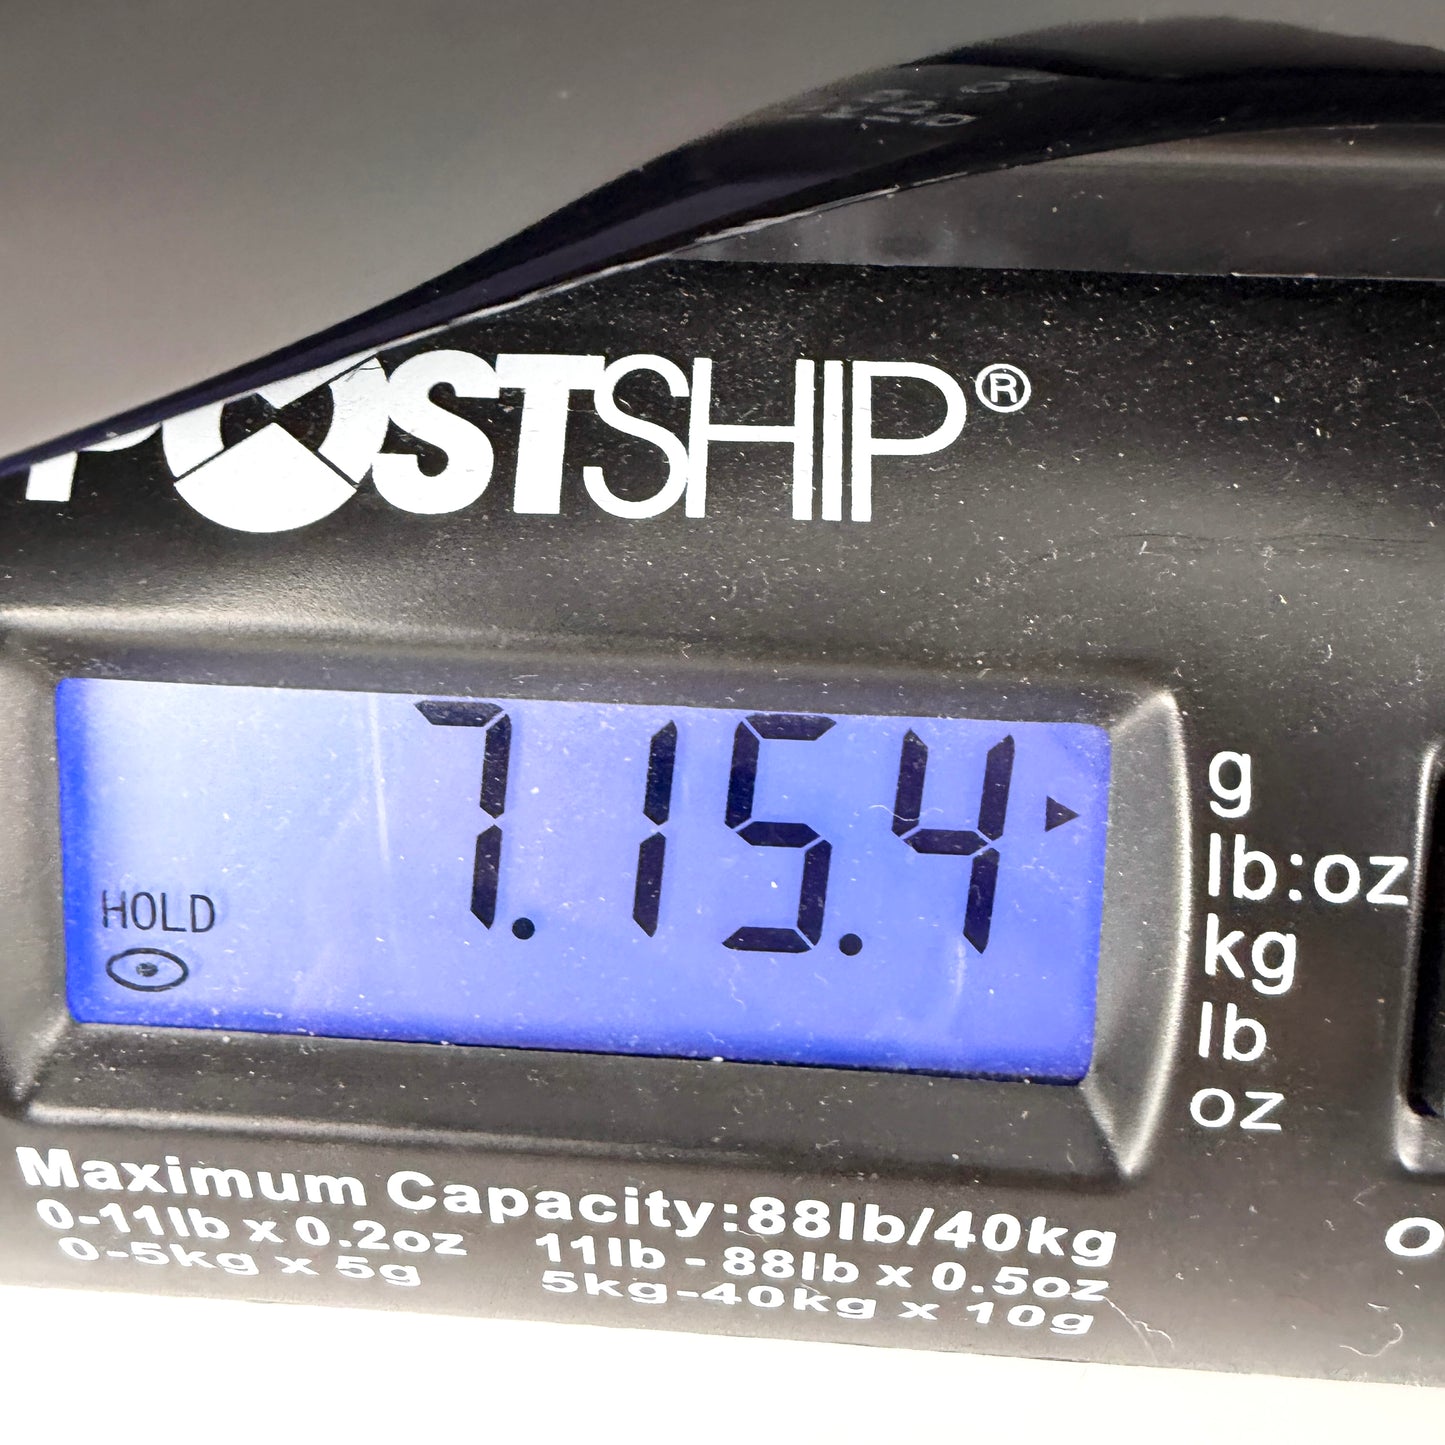 POSTSHIP®
7.15.4
HOLD
g
lb:oz
kg
lb
oz
Maximum Capacity:88lb/40kg
0-11lb x 0.2oz 11lb - 88lb x 0.5oz
0-5kg x 5g 5kg-40kg x 10g